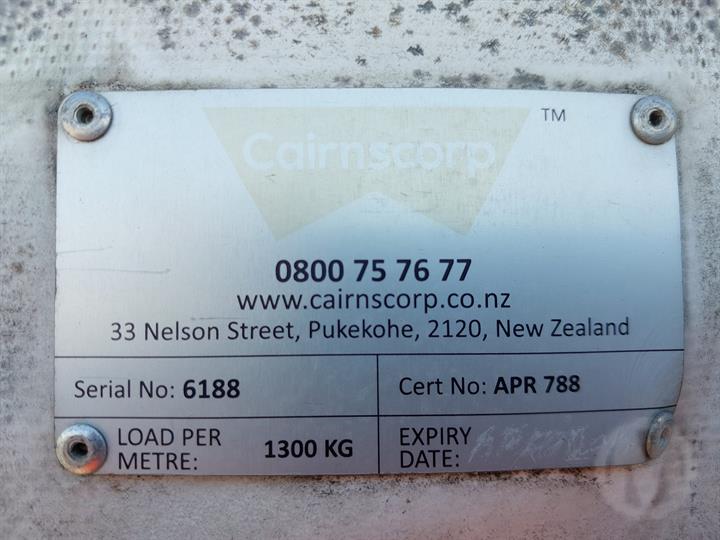 Cairnscorp TM
0800 75 76 77
www.cairnscorp.co.nz
33 Nelson Street, Pukekohe, 2120, New Zealand
Serial No: 6188 Cert No: APR 788
LOAD PER METRE: 1300 KG EXPIRY DATE: